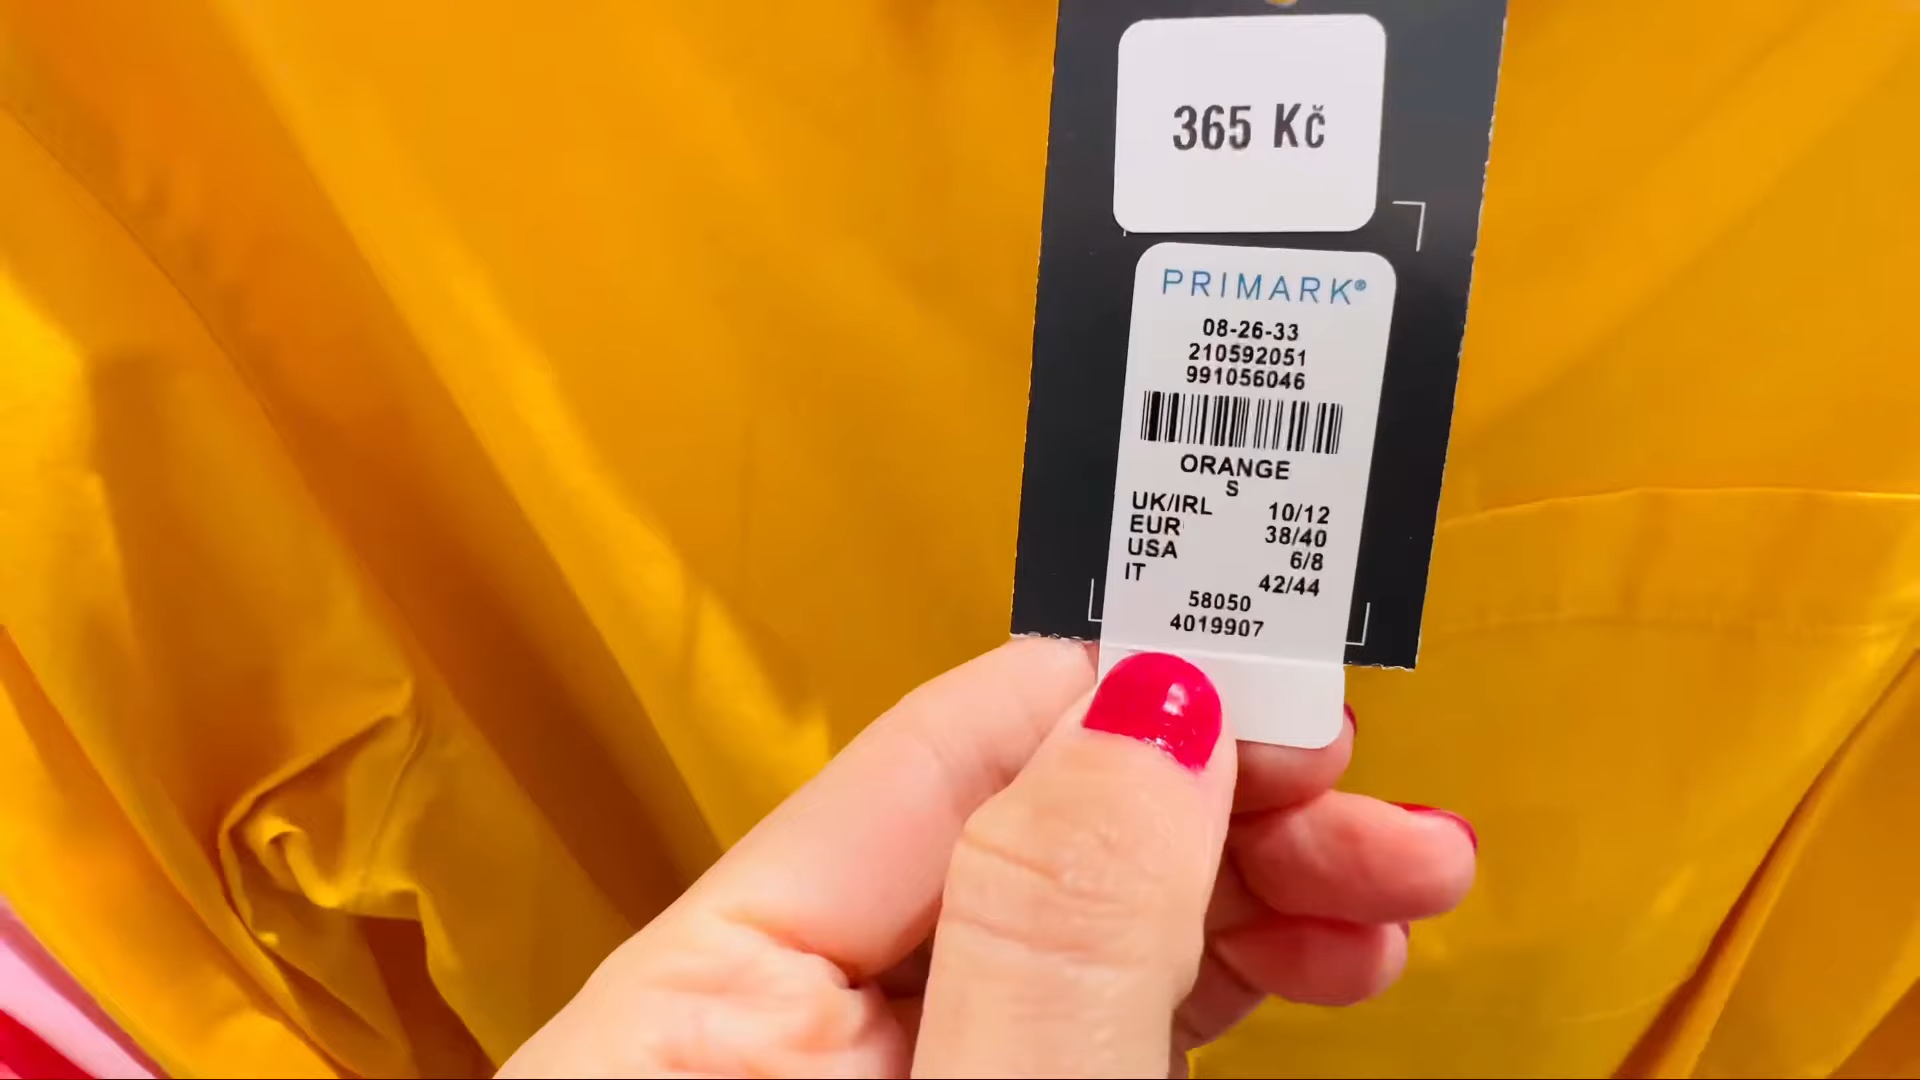 365 Kč
PRIMARK®
08-26-33
210592051
991056046
ORANGE
S
UK/IRL 10/12
EUR 38/40
USA 6/8
IT 42/44
58050
4019907